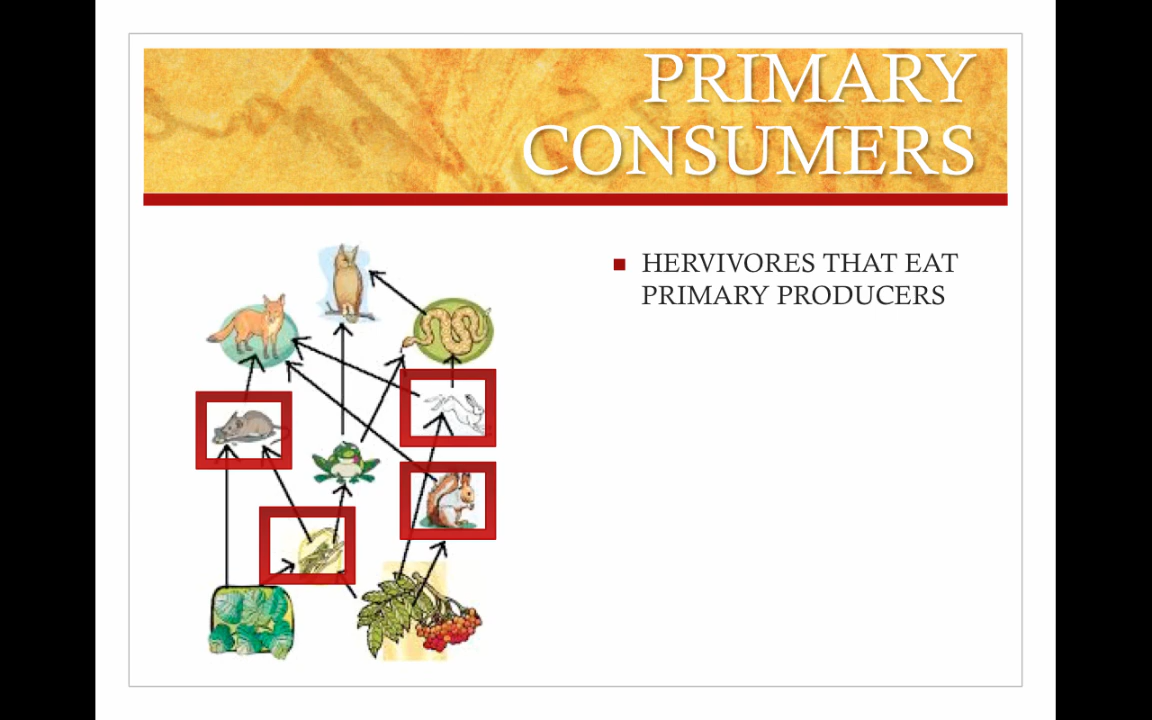 PRIMARY
CONSUMERS
■ HERVIVORES THAT EAT
PRIMARY PRODUCERS